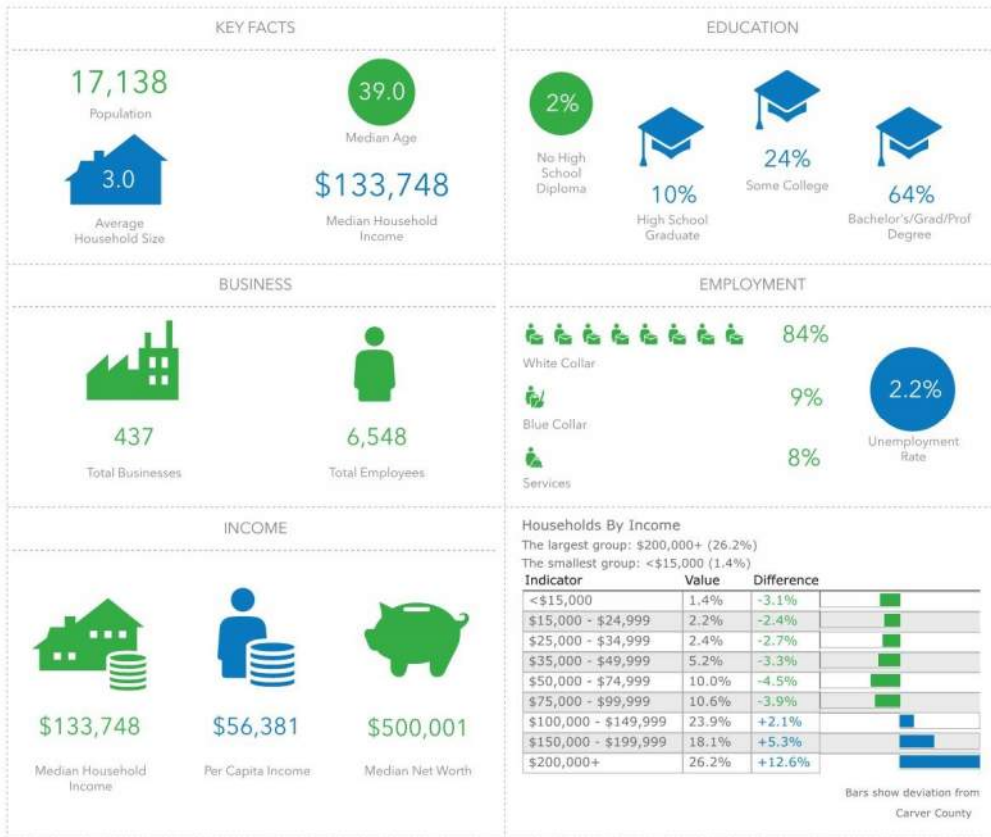 KEY FACTS
17,138
Population
39.0
Median Age
3.0
Average
Household Size
$133,748
Median Household
Income
EDUCATION
2%
No High
School
Diploma
10%
High School
Graduate
24%
Some College
64%
Bachelor's/Grad/Prof
Degree
BUSINESS
437
Total Businesses
6,548
Total Employees
EMPLOYMENT
84%
White Collar
9%
Blue Collar
8%
Services
2.2%
Unemployment
Rate
INCOME
$133,748
Median Household
Income
$56,381
Per Capita Income
$500,001
Median Net Worth
Households By Income
The largest group: $200,000+ (26.2%)
The smallest group: <$15,000 (1.4%)
Indicator Value Difference
<$15,000 1.4% -3.1%
$15,000 - $24,999 2.2% -2.4%
$25,000 - $34,999 2.4% -2.7%
$35,000 - $49,999 5.2% -3.3%
$50,000 - $74,999 10.0% -4.5%
$75,000 - $99,999 10.6% -3.9%
$100,000 - $149,999 23.9% +2.1%
$150,000 - $199,999 18.1% +5.3%
$200,000+ 26.2% +12.6%
Bars show deviation from
Carver County